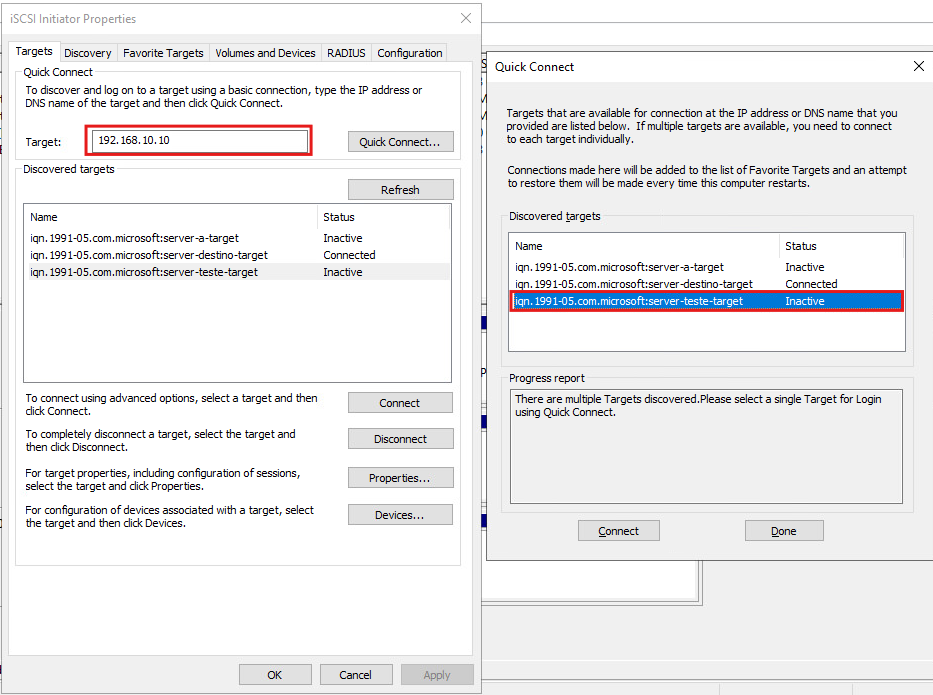 iSCSI Initiator Properties
Targets
Discovery
Favorite Targets
Volumes and Devices
RADIUS
Configuration
Quick Connect
To discover and log on to a target using a basic connection, type the IP address or
DNS name of the target and then click Quick Connect.
Target:
192.168.10.10
Quick Connect...
Discovered targets
Refresh
Name
Status
iqn.1991-05.com.microsoft:server-a-target
Inactive
iqn.1991-05.com.microsoft:server-destino-target
Connected
iqn.1991-05.com.microsoft:server-teste-target
Inactive
To connect using advanced options, select a target and then
click Connect.
Connect
To completely disconnect a target, select the target and
then click Disconnect.
Disconnect
For target properties, including configuration of sessions,
select the target and click Properties.
Properties...
For configuration of devices associated with a target, select
the target and then click Devices.
Devices...
OK
Cancel
Apply
Quick Connect
Targets that are available for connection at the IP address or DNS name that you
provided are listed below. If multiple targets are available, you need to connect
to each target individually.
Connections made here will be added to the list of Favorite Targets and an attempt
to restore them will be made every time this computer restarts.
Discovered targets
Name
Status
iqn.1991-05.com.microsoft:server-a-target
Inactive
iqn.1991-05.com.microsoft:server-destino-target
Connected
iqn.1991-05.com.microsoft:server-teste-target
Inactive
Progress report
There are multiple Targets discovered.Please select a single Target for Login
using Quick Connect.
Connect
Done